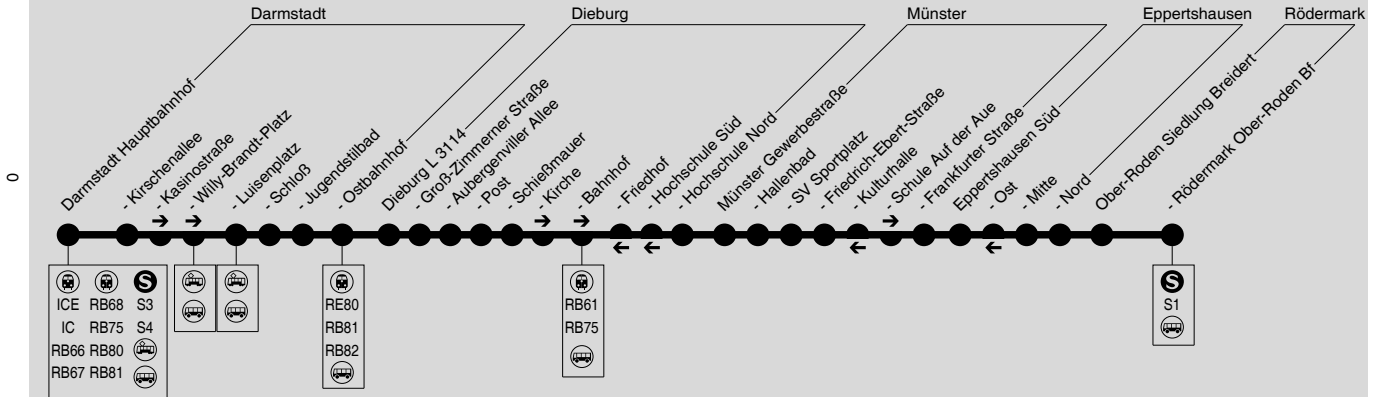 Darmstadt
Dieburg
Münster
Eppertshausen
Rödermark
Darmstadt Hauptbahnhof
- Kirschenallee
- Kasinostraße
- Willy-Brandt-Platz
- Luisenplatz
- Schloß
- Jugendstilbad
- Ostbahnhof
Dieburg L 3114
- Groß-Zimmerner Straße
- Aubergenviller Allee
- Post
- Schießmauer
- Kirche
- Bahnhof
- Friedhof
- Hochschule Süd
- Hochschule Nord
Münster Gewerbestraße
- Hallenbad
- SV Sportplatz
- Friedrich-Ebert-Straße
- Kulturhalle
- Schule Auf der Aue
- Frankfurter Straße
Eppertshausen Süd
- Ost
- Mitte
- Nord
Ober-Roden Siedlung Breidert
- Rödermark Ober-Roden Bf
0
S
ICE RB68 S3
IC RB75 S4
RB66 RB80
RB67 RB81
RE80
RB81
RB82
RB61
RB75
S
S1